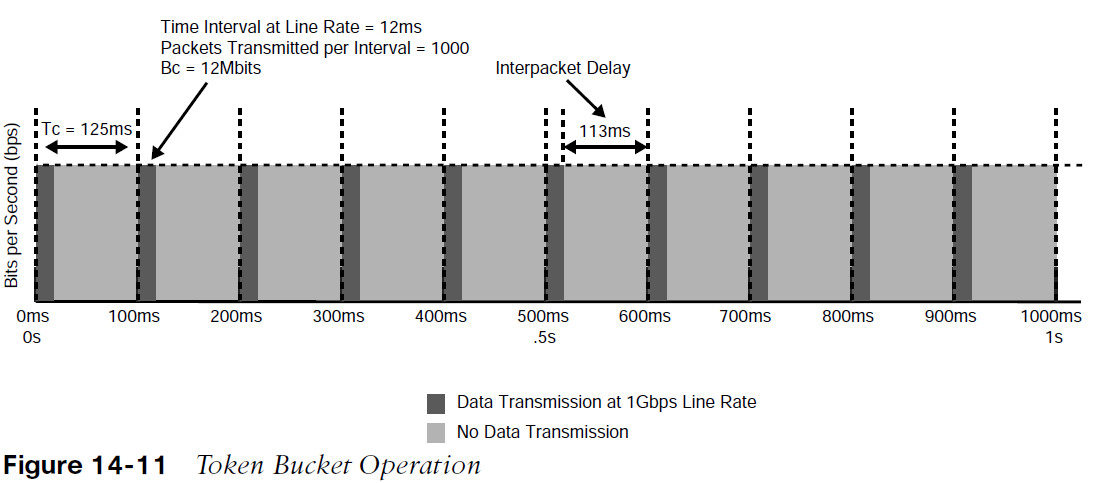 Time Interval at Line Rate = 12ms
Packets Transmitted per Interval = 1000
Bc = 12Mbits
Interpacket Delay
Tc = 125ms
113ms
Bits per Second (bps)
0ms 100ms 200ms 300ms 400ms 500ms 600ms 700ms 800ms 900ms 1000ms
0s .5s 1s
Data Transmission at 1Gbps Line Rate
No Data Transmission
Figure 14-11 Token Bucket Operation